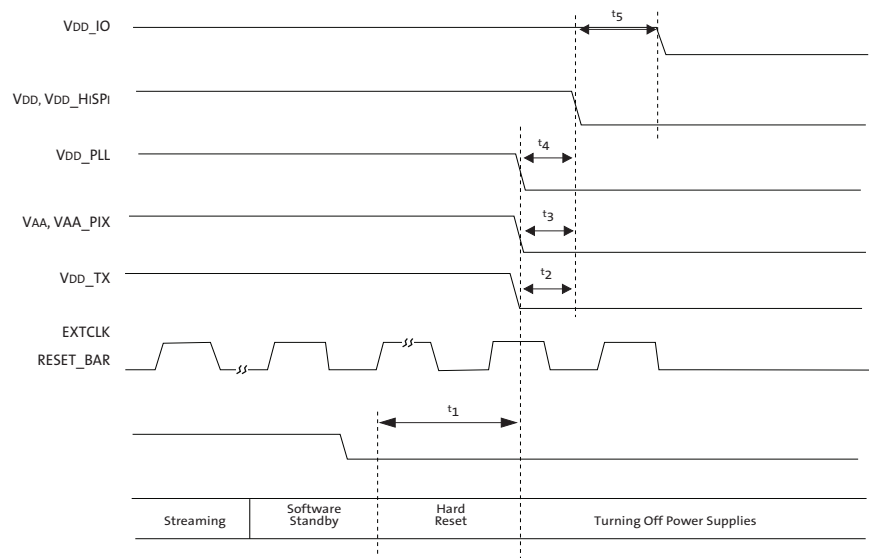 VDD_IO
t5
VDD, VDD_HiSPi
VDD_PLL
t4
VAA, VAA_PIX
t3
VDD_TX
t2
EXTCLK
RESET_BAR
t1
Streaming
Software
Standby
Hard
Reset
Turning Off Power Supplies